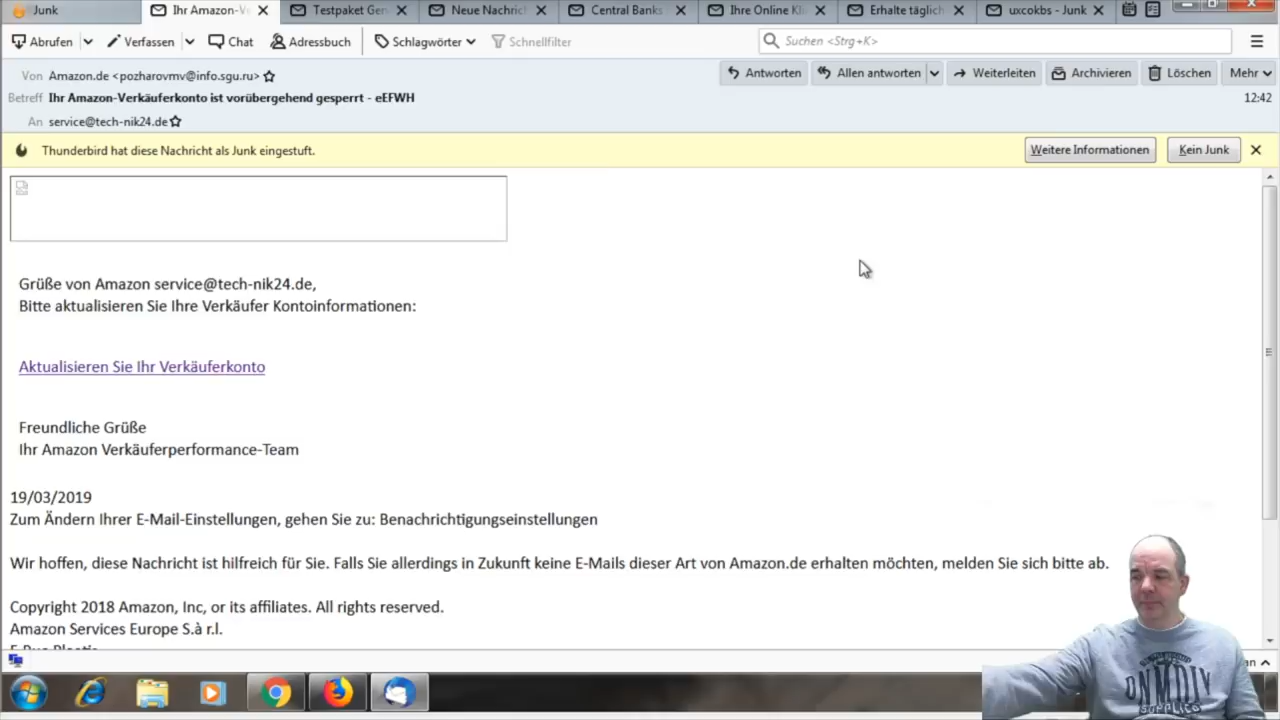 Junk
Ihr Amazon-V
Testpaket Gen
Neue Nachric
Central Banks
Ihre Online Kl
Erhalte täglich
uxcokbs - Junk
Abrufen
Verfassen
Chat
Adressbuch
Schlagwörter
Schnellfilter
Suchen <Strg+K>
Von Amazon.de <pozharovmv@info.sgu.ru>
Antworten
Allen antworten
Weiterleiten
Archivieren
Löschen
Mehr
Betreff Ihr Amazon-Verkäuferkonto ist vorübergehend gesperrt - eEFWH
12:42
An service@tech-nik24.de
Thunderbird hat diese Nachricht als Junk eingestuft.
Weitere Informationen
Kein Junk
Grüße von Amazon service@tech-nik24.de,
Bitte aktualisieren Sie Ihre Verkäufer Kontoinformationen:
Aktualisieren Sie Ihr Verkäuferkonto
Freundliche Grüße
Ihr Amazon Verkäuferperformance-Team
19/03/2019
Zum Ändern Ihrer E-Mail-Einstellungen, gehen Sie zu: Benachrichtigungseinstellungen
Wir hoffen, diese Nachricht ist hilfreich für Sie. Falls Sie allerdings in Zukunft keine E-Mails dieser Art von Amazon.de erhalten möchten, melden Sie sich bitte ab.
Copyright 2018 Amazon, Inc, or its affiliates. All rights reserved.
Amazon Services Europe S.à r.l.